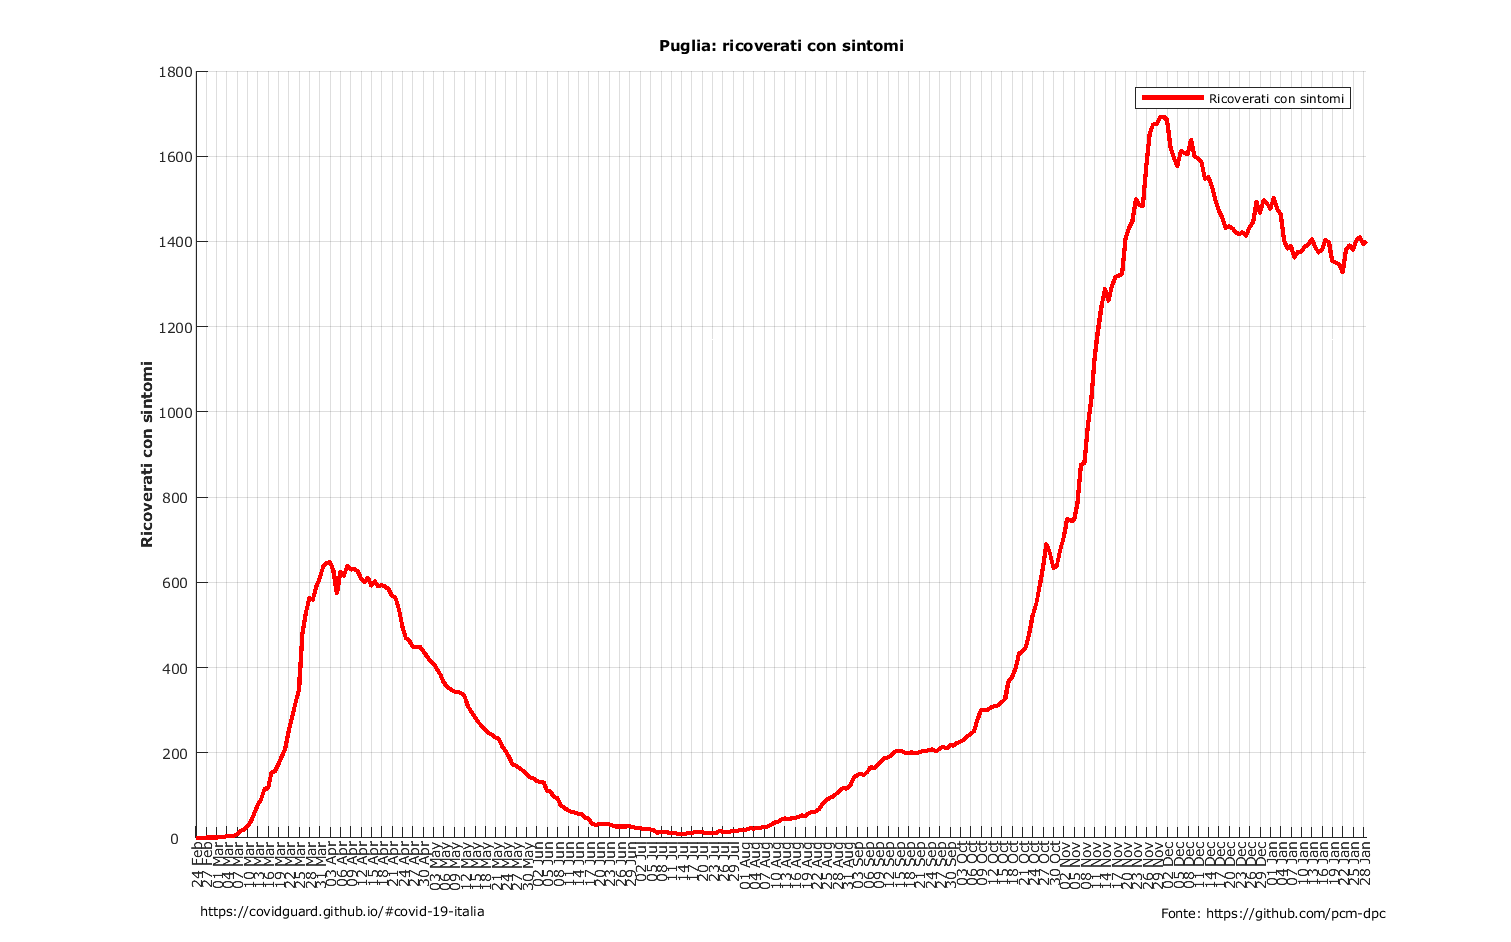 Puglia: ricoverati con sintomi
Ricoverati con sintomi
Ricoverati con sintomi
1800
1600
1400
1200
1000
800
600
400
200
0
24 Feb
27 Feb
01 Mar
04 Mar
07 Mar
10 Mar
13 Mar
16 Mar
19 Mar
22 Mar
25 Mar
28 Mar
31 Mar
03 Apr
06 Apr
09 Apr
12 Apr
15 Apr
18 Apr
21 Apr
24 Apr
27 Apr
30 Apr
03 May
06 May
09 May
12 May
15 May
18 May
21 May
24 May
27 May
30 May
02 Jun
05 Jun
08 Jun
11 Jun
14 Jun
17 Jun
20 Jun
23 Jun
26 Jun
29 Jun
02 Jul
05 Jul
08 Jul
11 Jul
14 Jul
17 Jul
20 Jul
23 Jul
26 Jul
29 Jul
01 Aug
04 Aug
07 Aug
10 Aug
13 Aug
16 Aug
19 Aug
22 Aug
25 Aug
28 Aug
31 Aug
03 Sep
06 Sep
09 Sep
12 Sep
15 Sep
18 Sep
21 Sep
24 Sep
27 Sep
30 Sep
03 Oct
06 Oct
09 Oct
12 Oct
15 Oct
18 Oct
21 Oct
24 Oct
27 Oct
30 Oct
02 Nov
05 Nov
08 Nov
11 Nov
14 Nov
17 Nov
20 Nov
23 Nov
26 Nov
29 Nov
02 Dec
05 Dec
08 Dec
11 Dec
14 Dec
17 Dec
20 Dec
23 Dec
26 Dec
29 Dec
01 Jan
04 Jan
07 Jan
10 Jan
13 Jan
16 Jan
19 Jan
22 Jan
25 Jan
28 Jan
https://covidguard.github.io/#covid-19-italia
Fonte: https://github.com/pcm-dpc